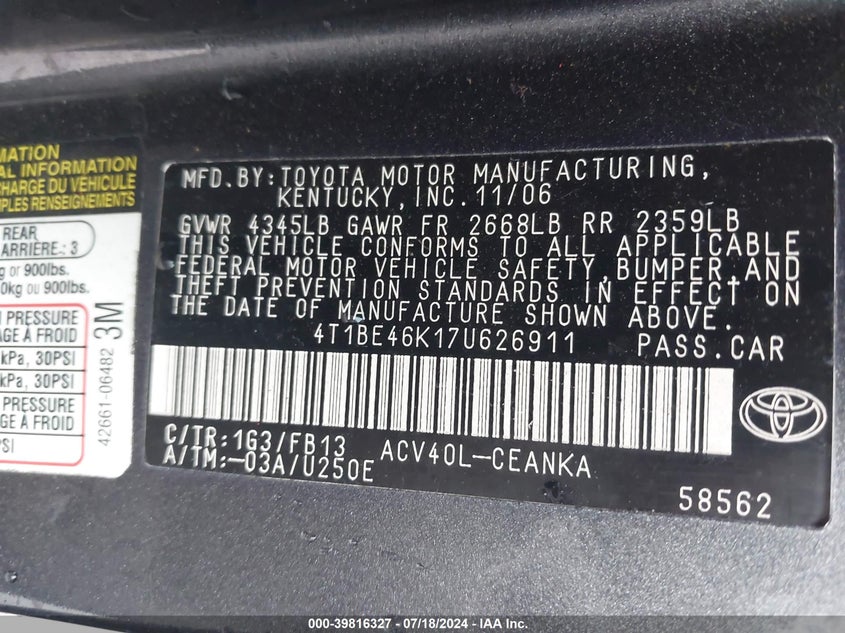 MATION
AL INFORMATION
CHARGE DU VÉHICULE
MPLES RENSEIGNEMENTS
REAR
ARRIÈRE.: 3
g or 900lbs.
0kg ou 900lbs.
PRESSURE
AGE À FROID
kPa, 30PSI
kPa, 30PSI
PRESSURE
AGE À FROID
PSI
42661-06482 3M
MFD.BY:TOYOTA MOTOR MANUFACTURING,
KENTUCKY,INC.11/06
GVWR 4345LB GAWR FR 2668LB RR 2359LB
THIS VEHICLE CONFORMS TO ALL APPLICABLE
FEDERAL MOTOR VEHICLE SAFETY,BUMPER,AND
THEFT PREVENTION STANDARDS IN EFFECT ON
THE DATE OF MANUFACTURE SHOWN ABOVE.
4T1BE46K17U626911 PASS.CAR
C/TR:1G3/FB13 ACV40L-CEANKA
A/TM:-03A/U250E
58562
000-39816327 / 07/18/2024 - IAA Inc.